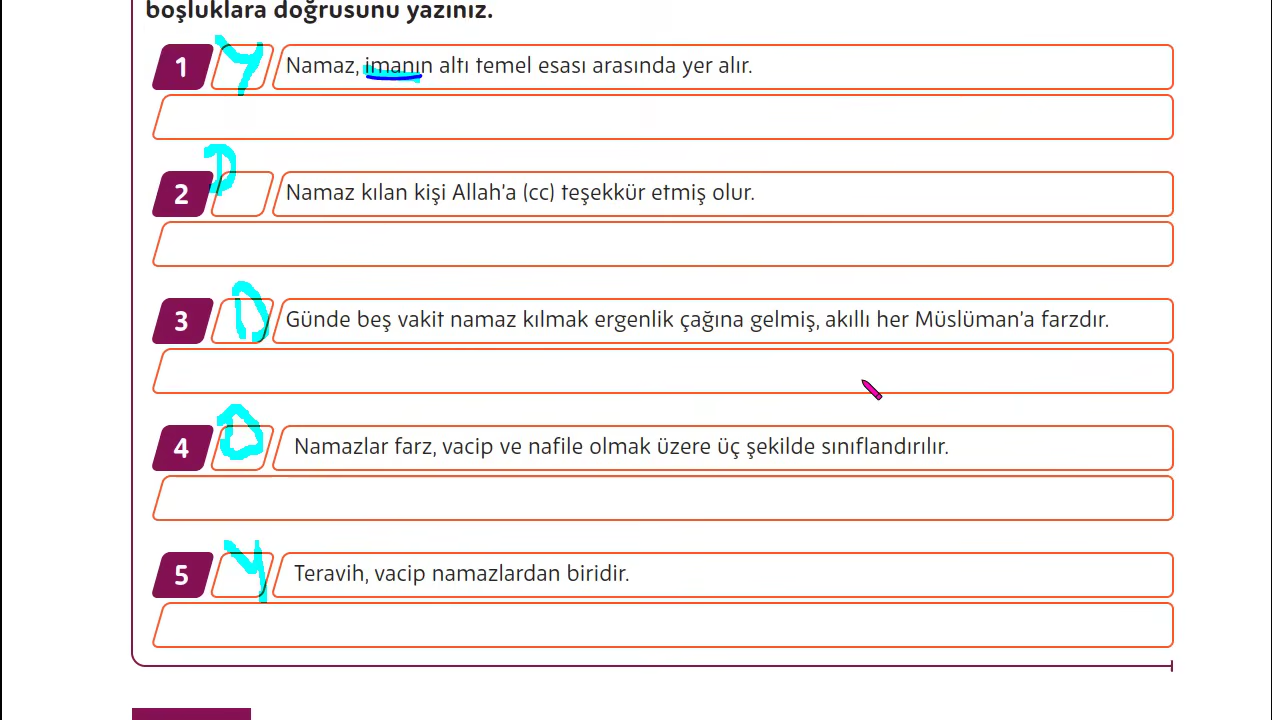 boşluklara doğrusunu yazınız.
1 Y Namaz, imanın altı temel esası arasında yer alır.
2 D Namaz kılan kişi Allah’a (cc) teşekkür etmiş olur.
3 D Günde beş vakit namaz kılmak ergenlik çağına gelmiş, akıllı her Müslüman’a farzdır.
4 D Namazlar farz, vacip ve nafile olmak üzere üç şekilde sınıflandırılır.
5 Y Teravih, vacip namazlardan biridir.